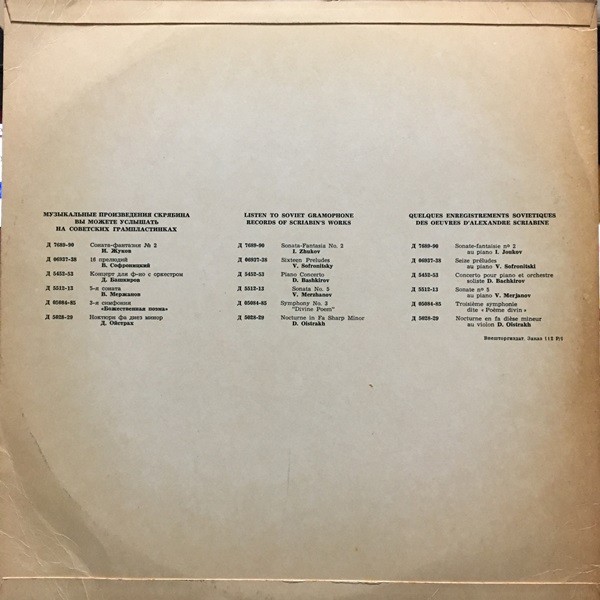 МУЗЫКАЛЬНЫЕ ПРОИЗВЕДЕНИЯ СКРЯБИНА
ВЫ МОЖЕТЕ УСЛЫШАТЬ
НА СОВЕТСКИХ ГРАМПЛАСТИНКАХ
Д 7689-90 Соната-фантазия № 2
И. Жуков
Д 06937-38 16 прелюдий
В. Софроницкий
Д 5452-53 Концерт для ф-но с оркестром
Д. Башкиров
Д 5512-13 5-я соната
В. Мержанов
Д 05084-85 3-я симфония
«Божественная поэма»
Д 5028-29 Ноктюрн фа диез минор
Д. Ойстрах
LISTEN TO SOVIET GRAMOPHONE
RECORDS OF SCRIABIN'S WORKS
Д 7689-90 Sonata-Fantasia No. 2
I. Zhukov
Д 06937-38 Sixteen Preludes
V. Sofronitsky
Д 5452-53 Piano Concerto
D. Bashkirov
Д 5512-13 Sonata No. 5
V. Merzhanov
Д 05084-85 Symphony No. 3
"Divine Poem"
Д 5028-29 Nocturne in Fa Sharp Minor
D. Oistrakh
QUELQUES ENREGISTREMENTS SOVIETIQUES
DES OEUVRES D'ALEXANDRE SCRIABINE
Д 7689-90 Sonate-fantaisie nº 2
au piano I. Joukov
Д 06937-38 Seize préludes
au piano V. Sofronitski
Д 5452-53 Concerto pour piano et orchestre
soliste D. Bachkirov
Д 5512-13 Sonate nº 5
au piano V. Merjanov
Д 05084-85 Troisième symphonie
dite «Poème divin»
Д 5028-29 Nocturne en fa dièse mineur
au violon D. Oistrakh
Внешторгиздат. Заказ